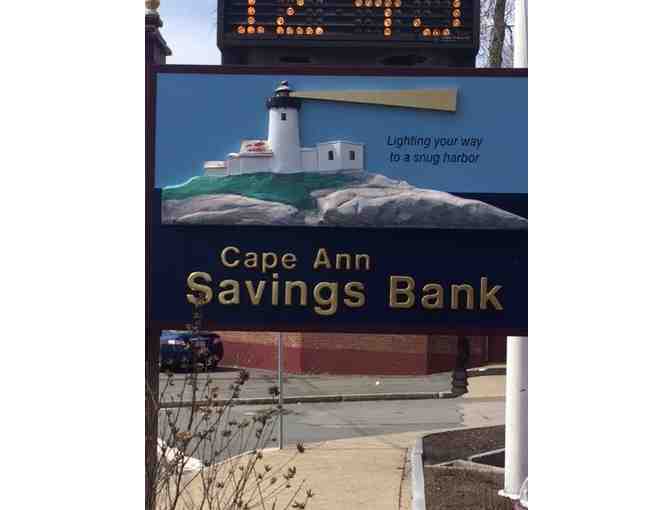 Lighting your way
to a snug harbor
Cape Ann
Savings Bank